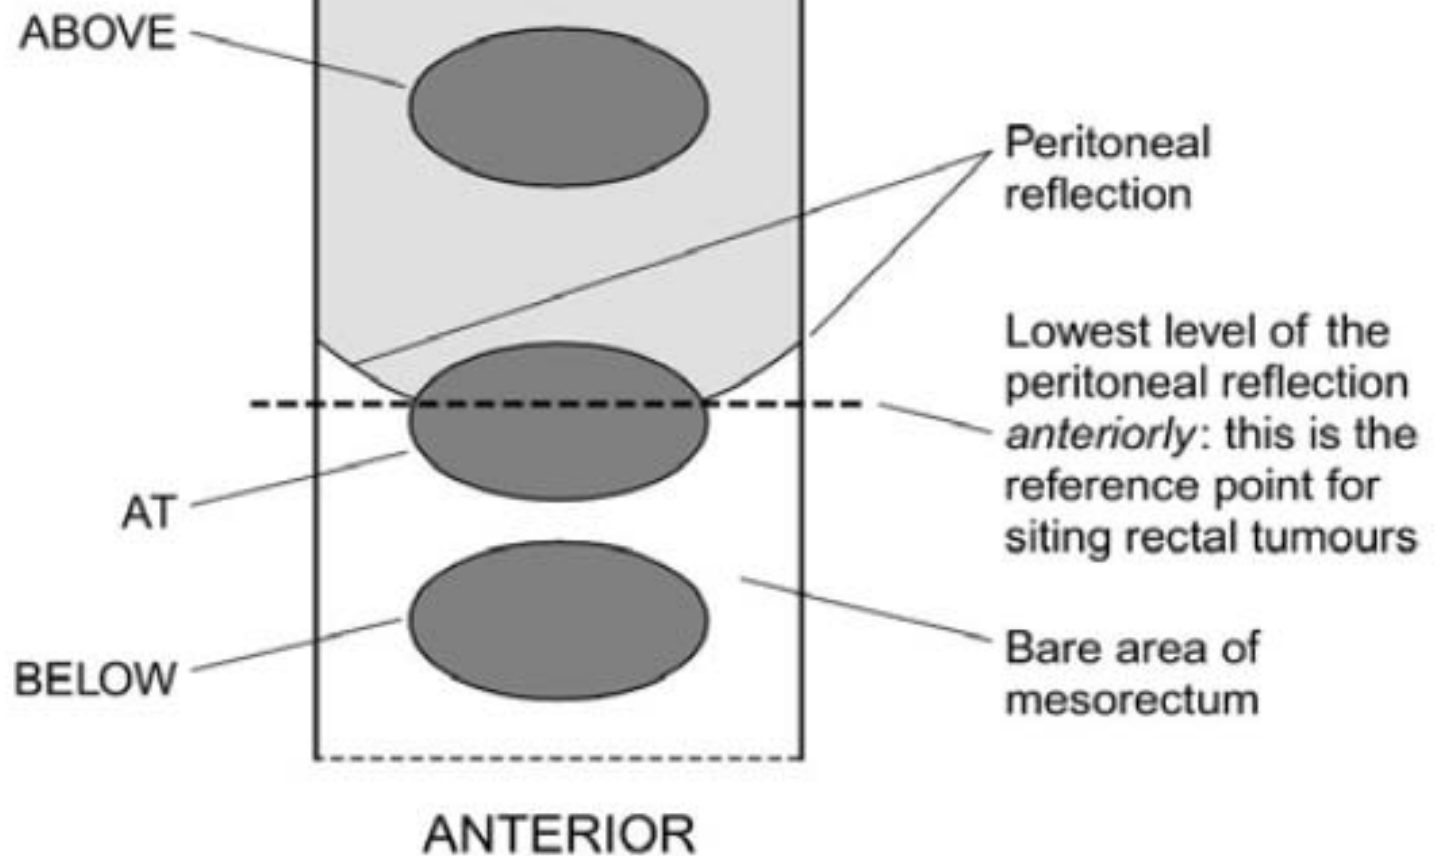 ABOVE
Peritoneal
reflection
Lowest level of the
peritoneal reflection
anteriorly: this is the
reference point for
siting rectal tumours
AT
Bare area of
mesorectum
BELOW
ANTERIOR